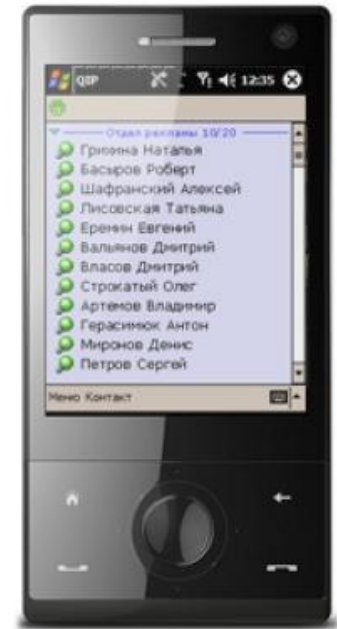 QIP 12:35
Отдел рекламы 10/20
Гринина Наталья
Басыров Роберт
Шафранский Алексей
Лисовская Татьяна
Еремин Евгений
Вальянов Дмитрий
Власов Дмитрий
Строкатый Олег
Артемов Владимир
Герасимюк Антон
Миронов Денис
Петров Сергей
Меню Контакт